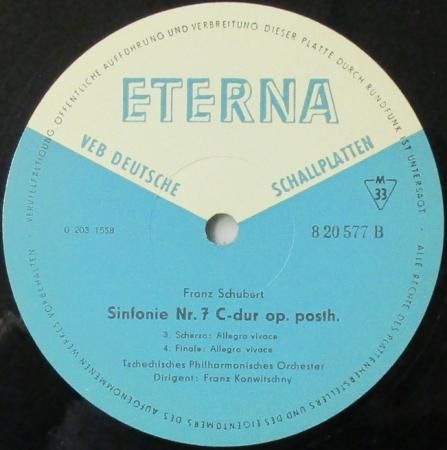 VERVIELFÄLTIGUNG · ÖFFENTLICHE AUFFÜHRUNG UND VERBREITUNG DIESER PLATTE DURCH RUNDFUNK IST UNTERSAGT · ALLE RECHTE DES PLATTENHERSTELLERS UND DES EIGENTÜMERS DES AUFGENOMMENEN WERKES VORBEHALTEN ·
ETERNA
VEB DEUTSCHE SCHALLPLATTEN
M
33
0 203 1558
8 20 577 B
Franz Schubert
Sinfonie Nr. 7 C-dur op. posth.
3. Scherzo: Allegro vivace
4. Finale: Allegro vivace
Tschechisches Philharmonisches Orchester
Dirigent: Franz Konwitschny